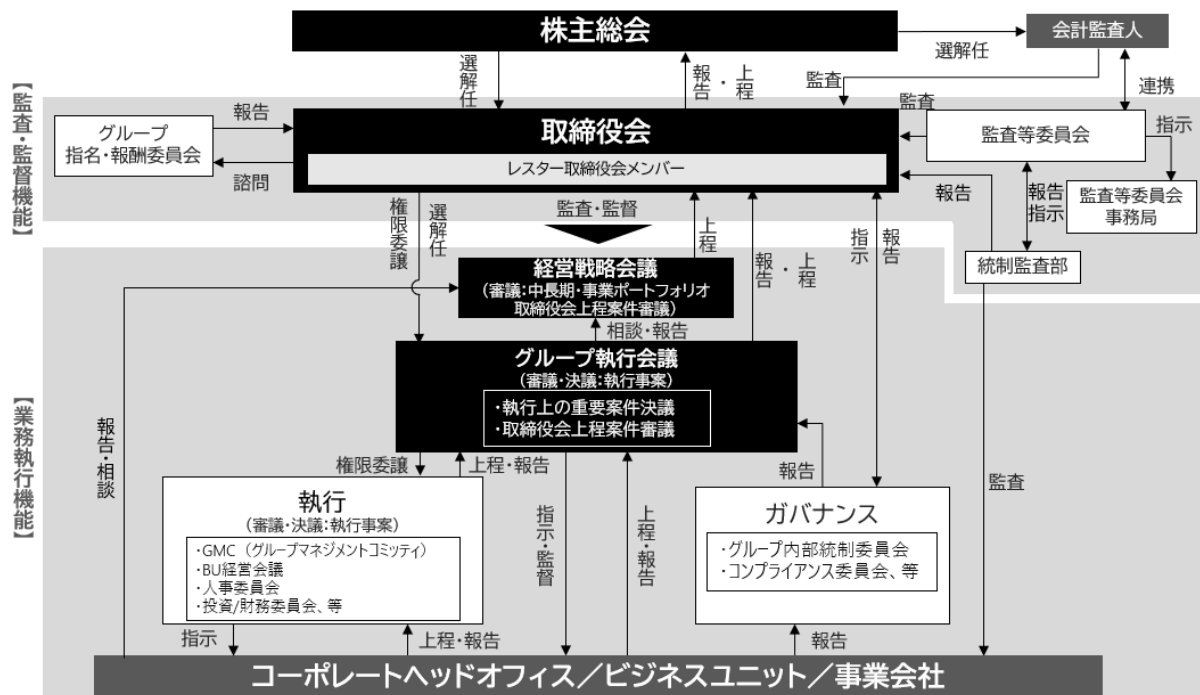 株主総会
会計監査人
選解任
選解任
報告・上程
監査
連携
【監査・監督機能】
監査
報告
グループ
指名・報酬委員会
諮問
取締役会
レスター取締役会メンバー
監査等委員会
指示
監査等委員会
事務局
報告
報告
指示
統制監査部
権限委譲
選解任
監査・監督
上程
報告・上程
指示
報告
経営戦略会議
(審議:中長期・事業ポートフォリオ
取締役会上程案件審議)
相談・報告
グループ執行会議
(審議・決議:執行事案)
・執行上の重要案件決議
・取締役会上程案件審議
【業務執行機能】
報告・相談
権限委譲
上程・報告
報告
監査
執行
(審議・決議:執行事案)
・GMC（グループマネジメントコミッティ）
・BU経営会議
・人事委員会
・投資/財務委員会、等
指示・監督
上程・報告
ガバナンス
・グループ内部統制委員会
・コンプライアンス委員会、等
指示
上程・報告
報告
コーポレートヘッドオフィス／ビジネスユニット／事業会社